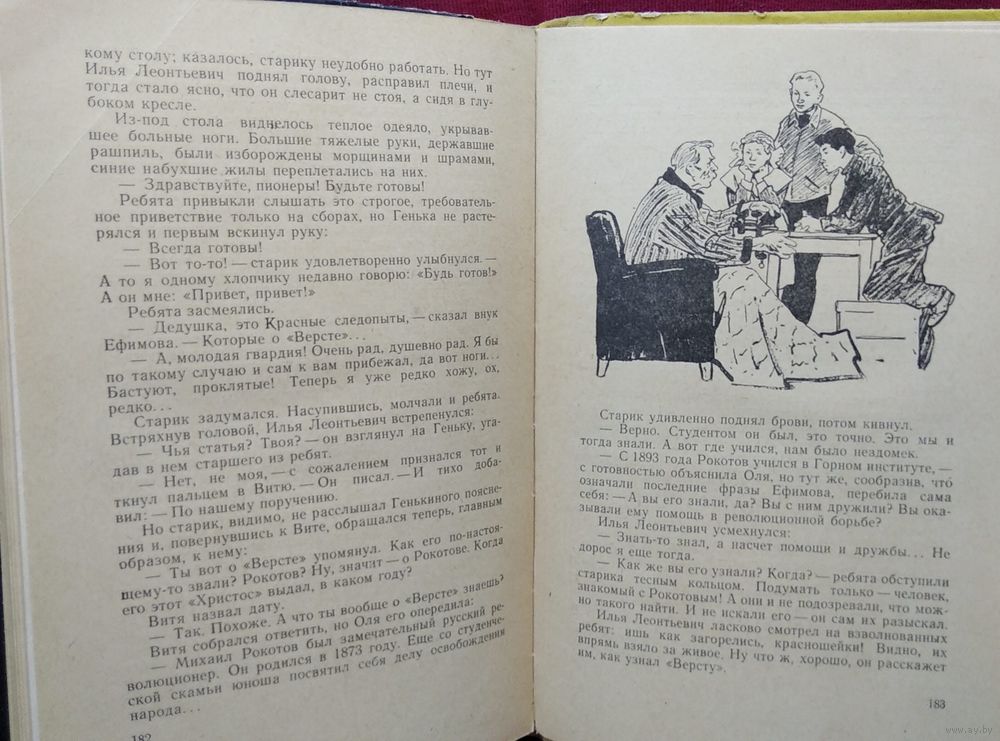 кому столу; казалось, старику неудобно работать. Но тут
Илья Леонтьевич поднял голову, расправил плечи, и
тогда стало ясно, что он слесарит не стоя, а сидя в глу-
боком кресле.
Из-под стола виднелось теплое одеяло, укрывав-
шее больные ноги. Большие тяжелые руки, державшие
рашпиль, были изборождены морщинами и шрамами,
синие набухшие жилы переплетались на них.
— Здравствуйте, пионеры! Будьте готовы!
Ребята привыкли слышать это строгое, требователь-
ное приветствие только на сборах, но Генька не расте-
рялся и первым вскинул руку:
— Всегда готовы!
— Вот то-то! — старик удовлетворенно улыбнулся. —
А то я одному хлопчику недавно говорю: «Будь готов!»
А он мне: «Привет, привет!»
Ребята засмеялись.
— Дедушка, это Красные следопыты, — сказал внук
Ефимова. — Которые о «Версте»...
— А, молодая гвардия! Очень рад, душевно рад. Я бы
по такому случаю и сам к вам прибежал, да вот ноги...
Бастуют, проклятые! Теперь я уже редко хожу, ох,
редко...
Старик задумался. Насупившись, молчали и ребята.
Встряхнув головой, Илья Леонтьевич встрепенулся:
— Чья статья? Твоя? — он взглянул на Геньку, уга-
дав в нем старшего из ребят.
— Нет, не моя, — с сожалением признался тот и
ткнул пальцем в Витю. — Он писал. — И тихо доба-
вил: — По нашему поручению.
Но старик, видимо, не расслышал Генькиного поясне-
ния и, повернувшись к Вите, обращался теперь, главным
образом, к нему:
— Ты вот о «Версте» упомянул. Как его по-настоя-
щему-то звали? Рокотов? Ну, значит — о Рокотове. Когда
его этот «Христос» выдал, в каком году?
Витя назвал дату.
— Так. Похоже. А что ты вообще о «Версте» знаешь?
Витя собрался ответить, но Оля его опередила:
— Михаил Рокотов был замечательный русский ре-
волюционер. Он родился в 1873 году. Еще со студенче-
ской скамьи юноша посвятил себя делу освобождения
народа...
182
Старик удивленно поднял брови, потом кивнул.
— Верно. Студентом он был, это точно. Это мы и
тогда знали. А вот где учился, нам было неведомо.
— С 1893 года Рокотов учился в Горном институте, —
с готовностью объяснила Оля, но тут же, сообразив, что
означали последние фразы Ефимова, перебила сама
себя: — А вы его знали, да? Вы с ним дружили? Вы ока-
зывали ему помощь в революционной борьбе?
Илья Леонтьевич усмехнулся:
— Знать-то знал, а насчет помощи и дружбы... Не
дорос я еще тогда.
— Как же вы его узнали? Когда? — ребята обступили
старика тесным кольцом. Подумать только — человек,
знакомый с Рокотовым! А они и не подозревали, что мож-
но такого найти. И не искали его — он сам их разыскал.
Илья Леонтьевич ласково смотрел на взволнованных
ребят: ишь как загорелись, красношейки! Видно, их
впрямь взяло за живое. Ну что ж, хорошо, он расскажет
им, как узнал «Версту».
183
www.ay.by